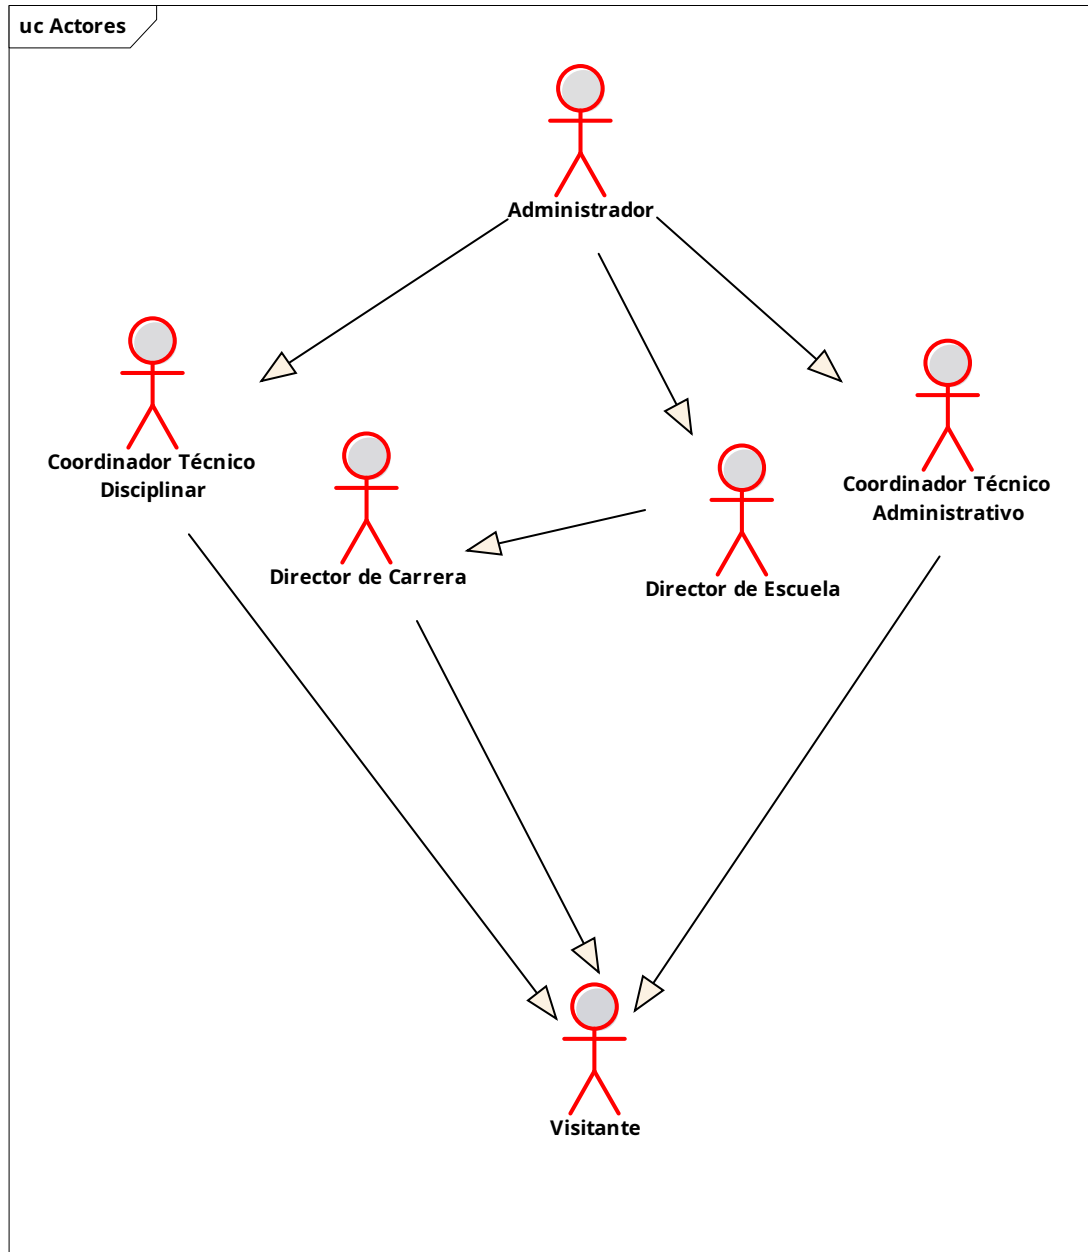 uc Actores
Administrador
Coordinador Técnico
Disciplinar
Director de Carrera
Director de Escuela
Coordinador Técnico
Administrativo
Visitante